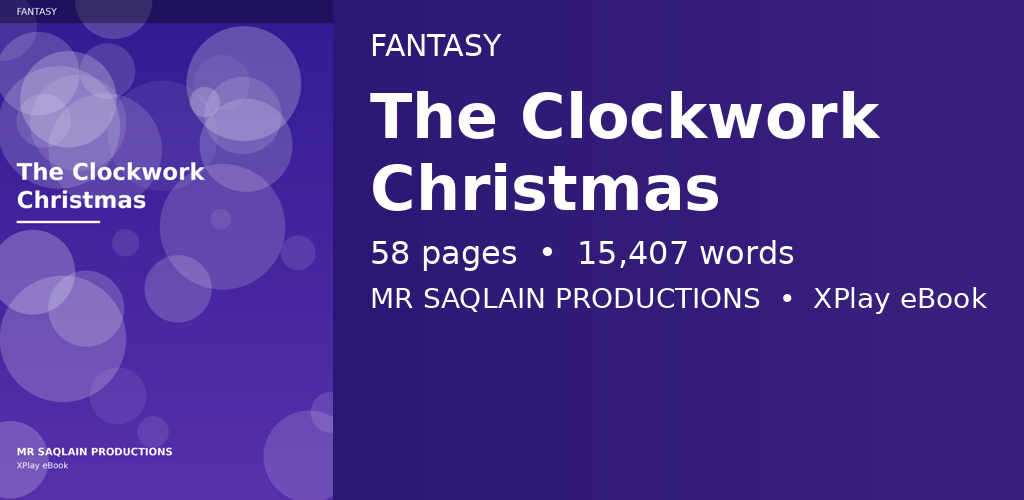 FANTASY
The Clockwork
Christmas
MR SAQLAIN PRODUCTIONS
XPlay eBook
FANTASY
The Clockwork
Christmas
58 pages • 15,407 words
MR SAQLAIN PRODUCTIONS • XPlay eBook